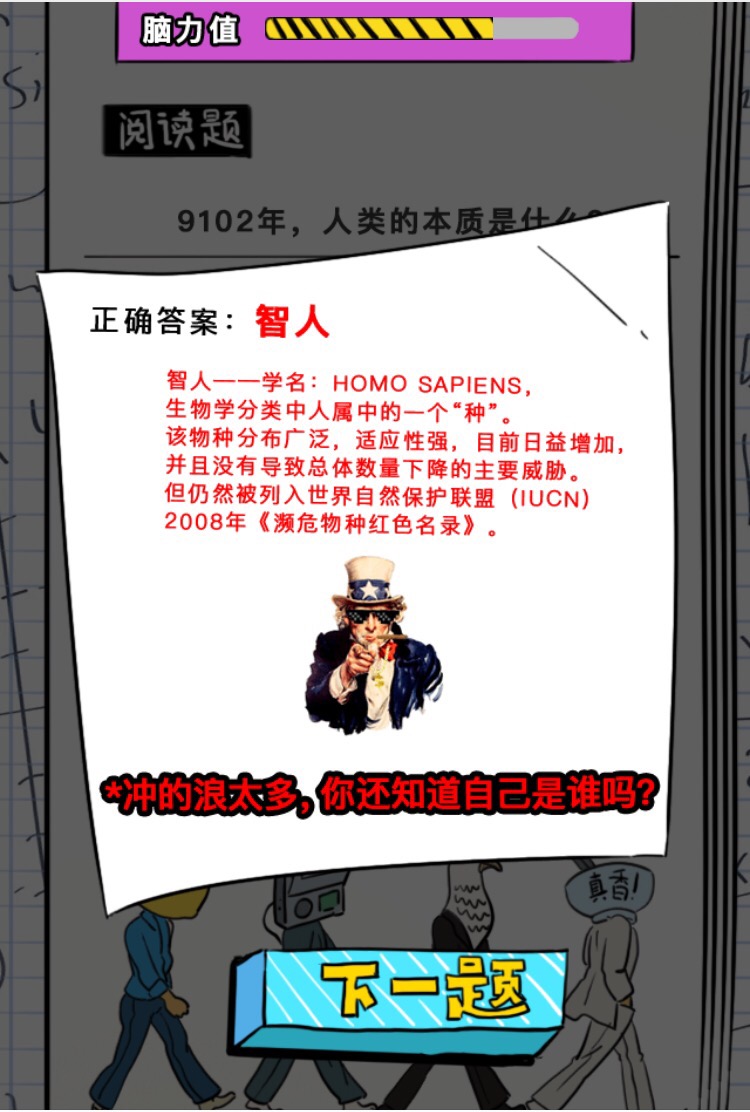 脑力值
阅读题
9102年，人类的本质是什么?
正确答案：智人
智人——学名：HOMO SAPIENS，
生物学分类中人属中的一个“种”。
该物种分布广泛，适应性强，目前日益增加，
并且没有导致总体数量下降的主要威胁。
但仍然被列入世界自然保护联盟（IUCN）
2008年《濒危物种红色名录》。
*冲的浪太多，你还知道自己是谁吗?
真香!
下一题